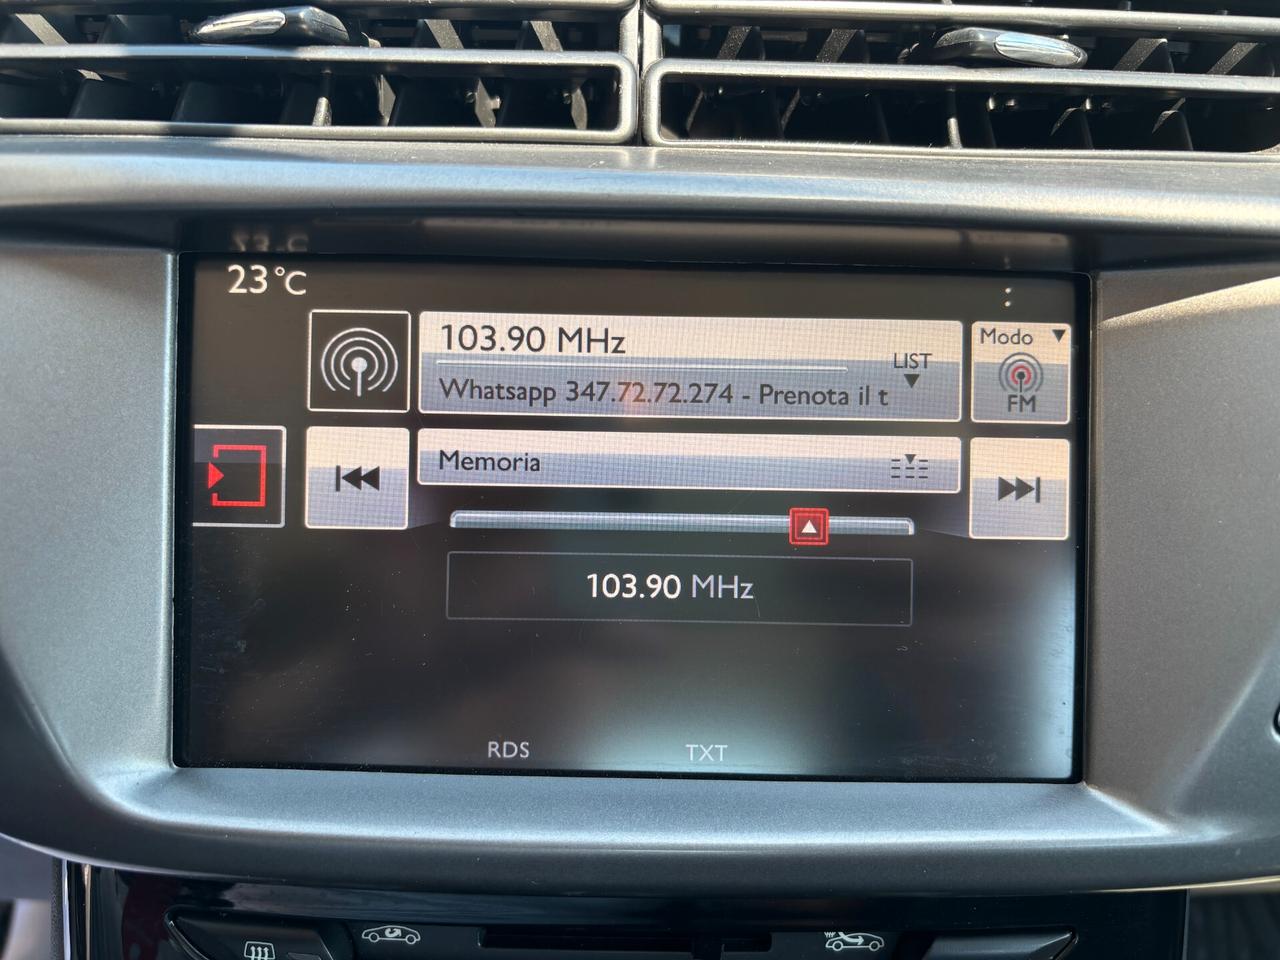 23°C
103.90 MHz
LIST
Whatsapp 347.72.72.274 - Prenota il t
Modo
FM
Memoria
103.90 MHz
RDS
TXT